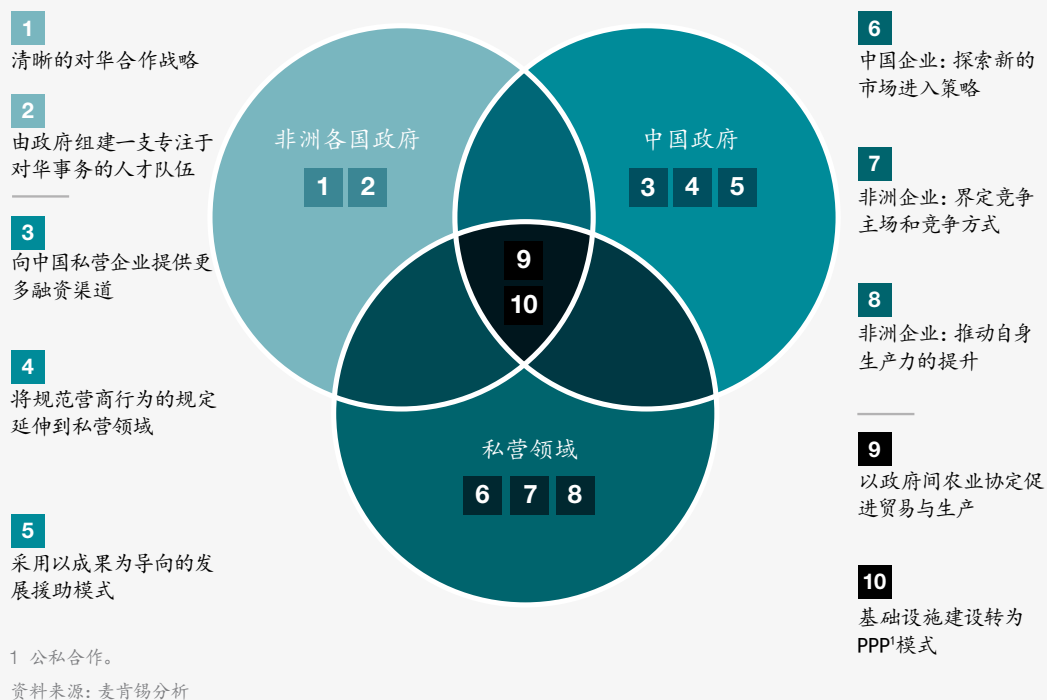 1
清晰的对华合作战略
2
由政府组建一支专注于
对华事务的人才队伍
3
向中国私营企业提供更
多融资渠道
4
将规范营商行为的规定
延伸到私营领域
5
采用以成果为导向的发
展援助模式
非洲各国政府
1 2
中国政府
3 4 5
9
10
私营领域
6 7 8
6
中国企业：探索新的
市场进入策略
7
非洲企业：界定竞争
主场和竞争方式
8
非洲企业：推动自身
生产力的提升
9
以政府间农业协定促
进贸易与生产
10
基础设施建设转为
PPP¹模式
1 公私合作。
资料来源：麦肯锡分析